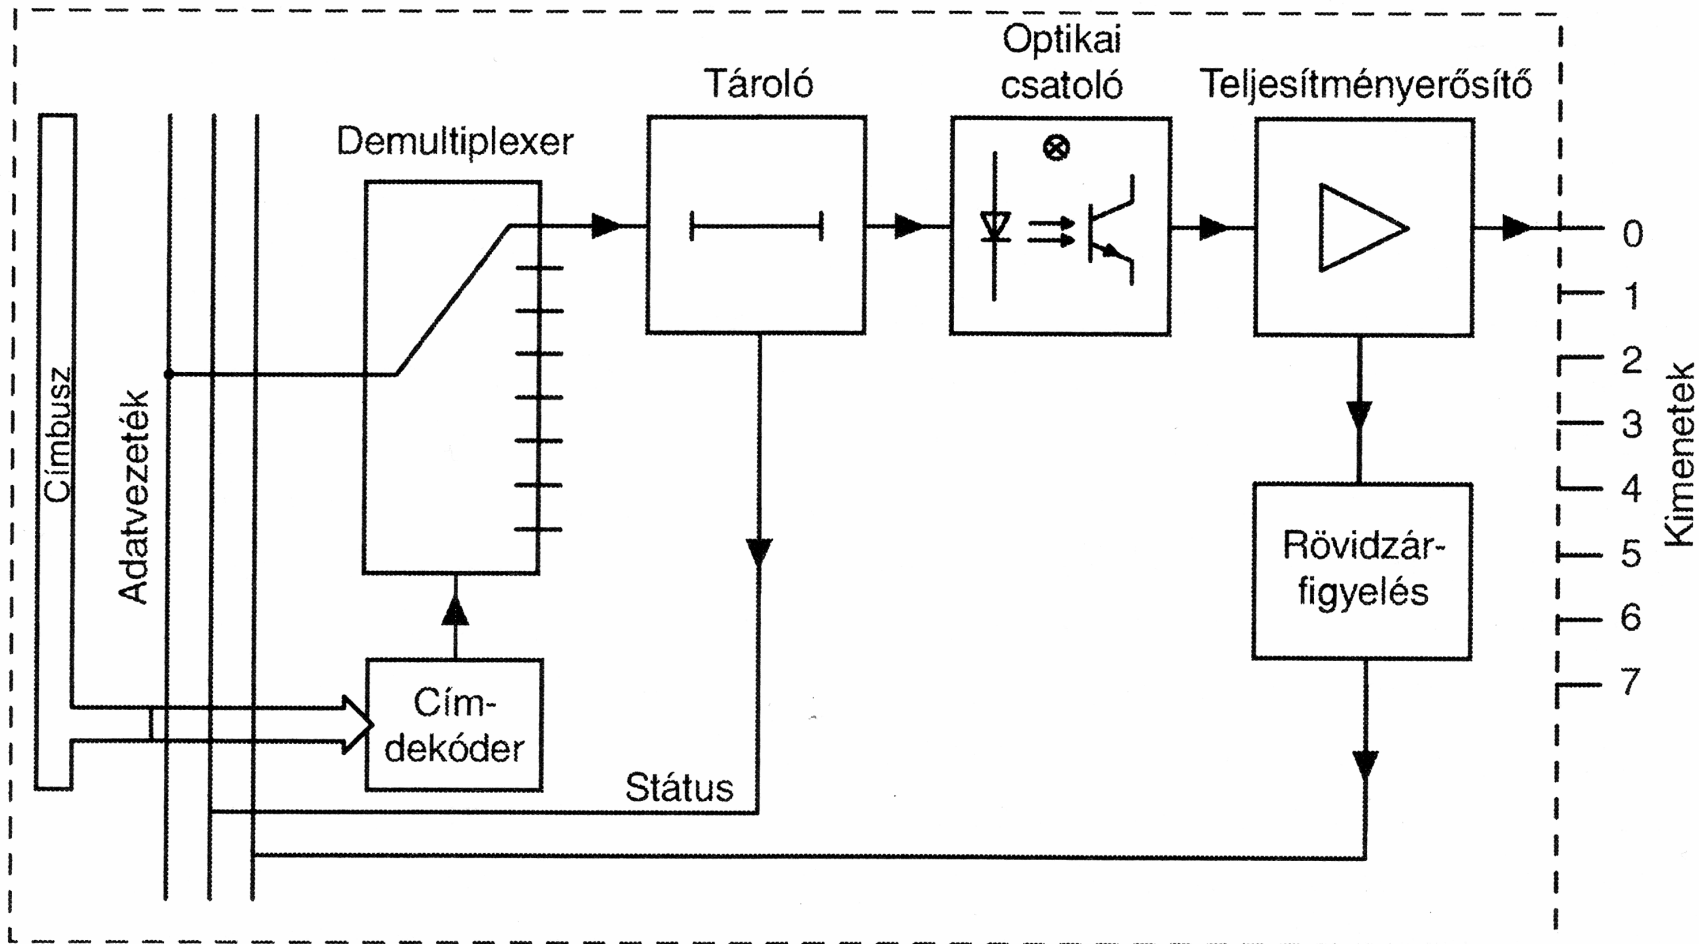 Optikai
csatoló
Tároló
Teljesítményerősítő
Demultiplexer
Címbusz
Adatvezeték
0
1
2
3
4
5
6
7
Kimenetek
Rövidzár-
figyelés
Cím-
dekóder
Státus